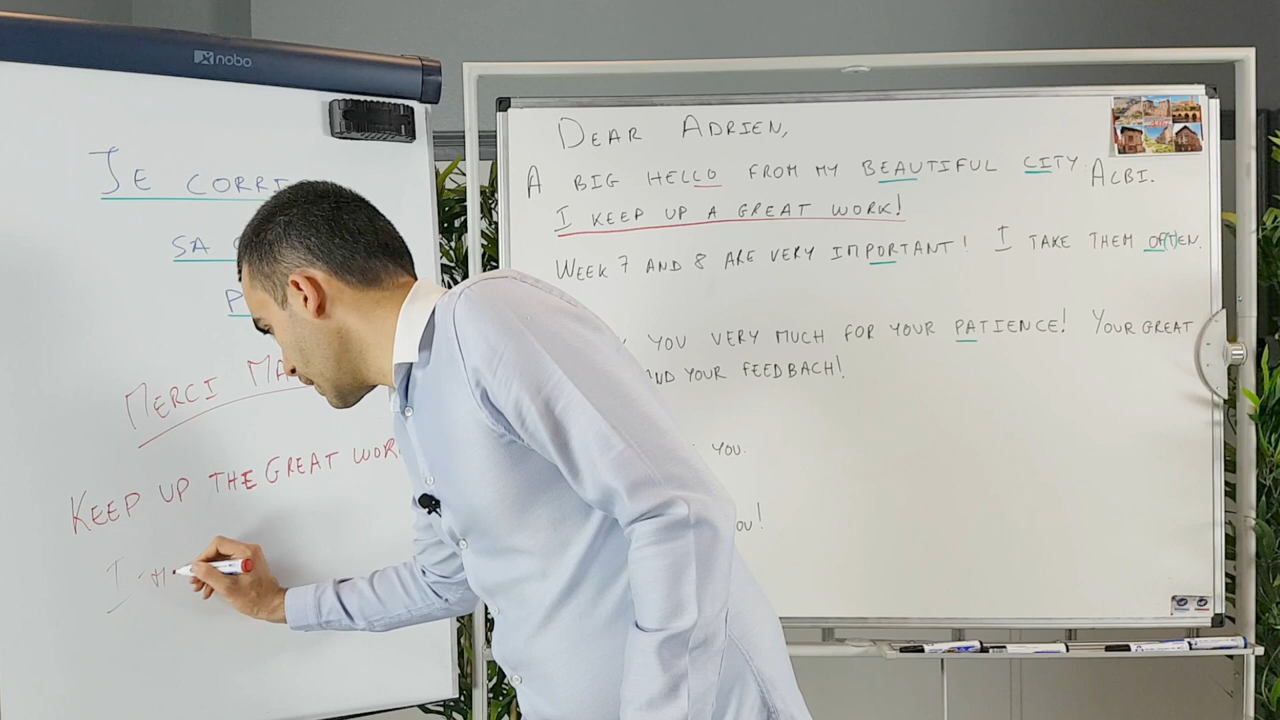 nobo
JE CORRI
SA
P
MERCI MA
KEEP UP THE GREAT WOR
I
DEAR ADRIEN,
A BIG HELLO FROM MY BEAUTIFUL CITY: ALBI.
I KEEP UP A GREAT WORK!
WEEK 7 AND 8 ARE VERY IMPORTANT! I TAKE THEM OF(T)EN.
YOU VERY MUCH FOR YOUR PATIENCE! YOUR GREAT
AND YOUR FEEDBACH!
YOU.
OU!